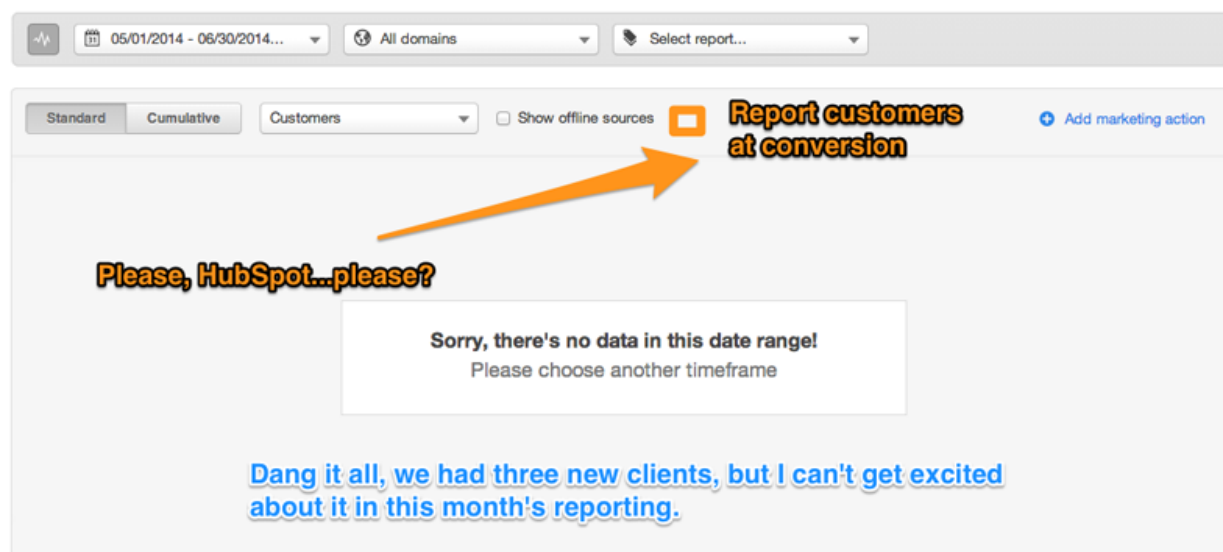 05/01/2014 - 06/30/2014...
All domains
Select report...
Standard
Cumulative
Customers
Show offline sources
Report customers
at conversion
Add marketing action
Please, HubSpot...please?
Sorry, there's no data in this date range!
Please choose another timeframe
Dang it all, we had three new clients, but I can't get excited
about it in this month's reporting.